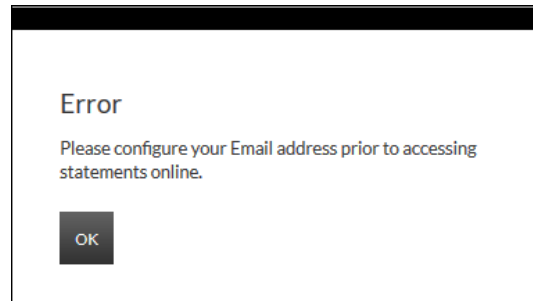 Error
Please configure your Email address prior to accessing
statements online.
OK